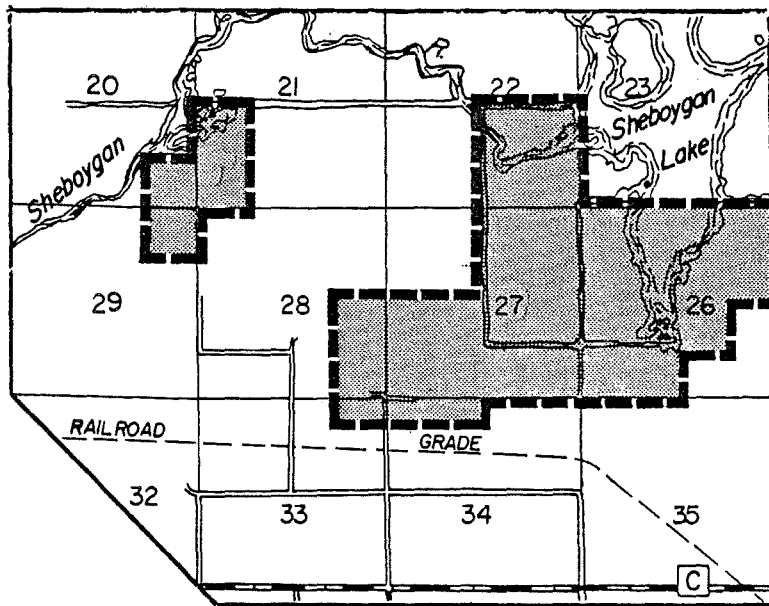 20 21 22 23
Sheboygan
Sheboygan
Lake
29 28 27 26
RAILROAD GRADE
32 33 34 35
C